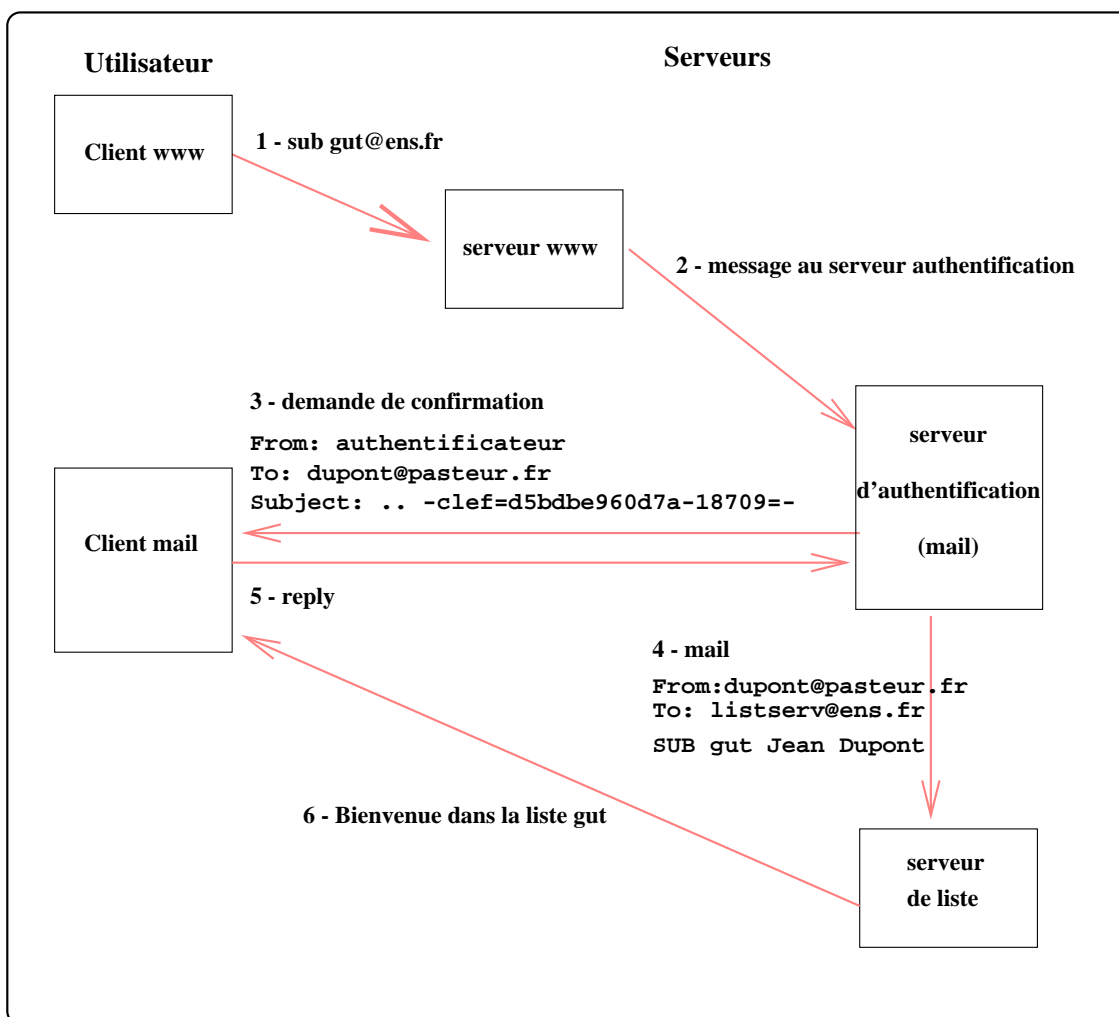 Utilisateur
Serveurs
Client www
1 - sub gut@ens.fr
serveur www
2 - message au serveur authentification
3 - demande de confirmation
From: authentificateur
To: dupont@pasteur.fr
Subject: .. -clef=d5bdbe960d7a-18709=-
serveur
d'authentification
(mail)
Client mail
5 - reply
4 - mail
From:dupont@pasteur.fr
To: listserv@ens.fr
SUB gut Jean Dupont
6 - Bienvenue dans la liste gut
serveur
de liste